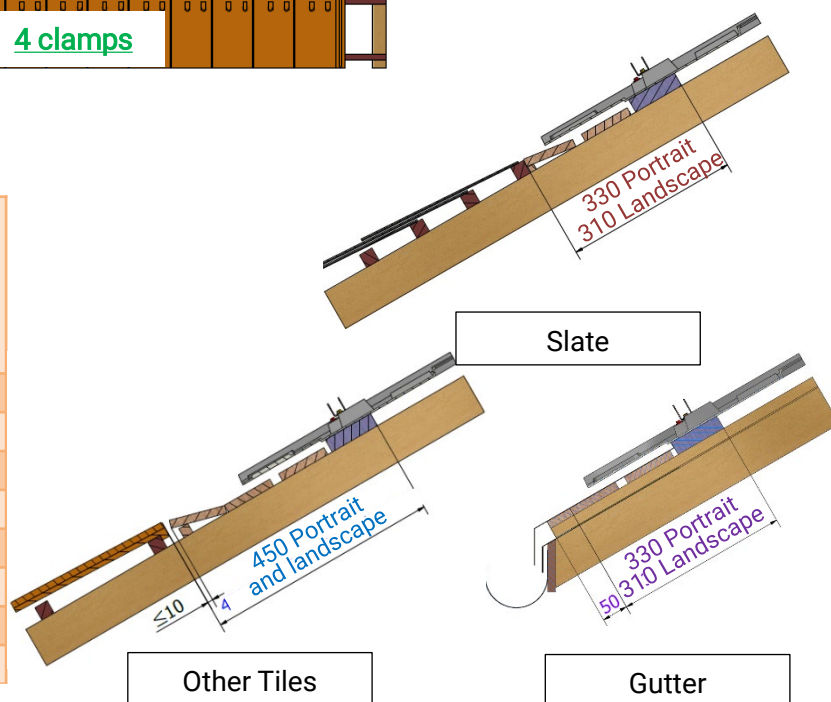 4 clamps
330 Portrait
310 Landscape
Slate
450 Portrait
and landscape
≤10
4
Other Tiles
330 Portrait
310 Landscape
50
Gutter